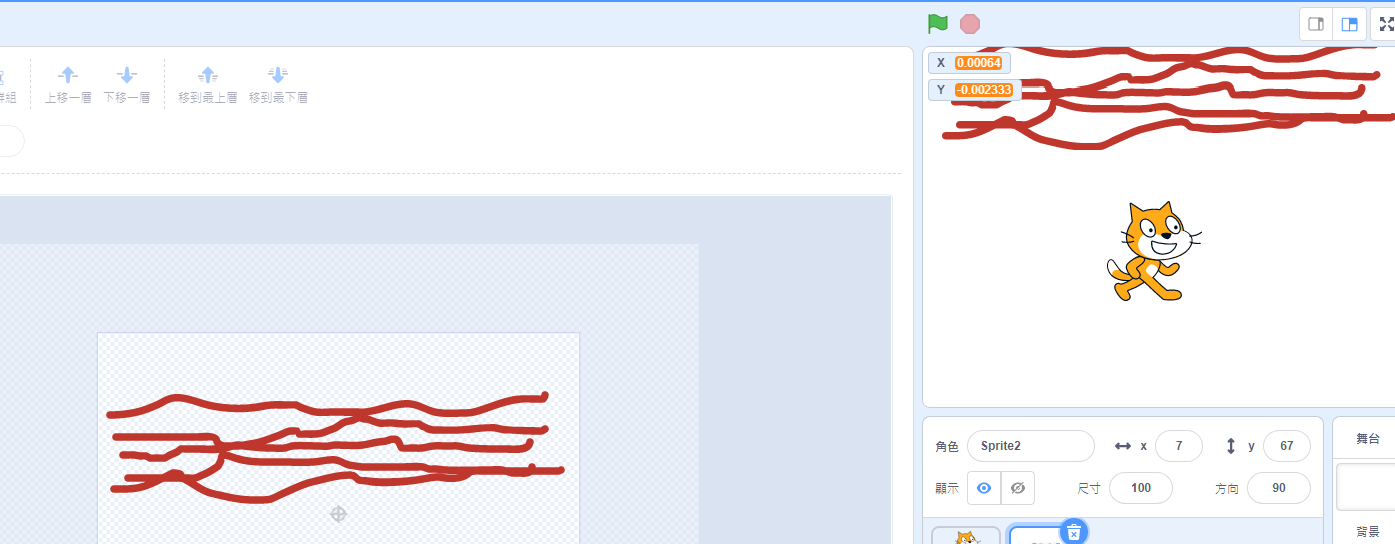 X 0.00064
Y -0.002333
群組 上移一層 下移一層 移到最上層 移到最下層
角色 Sprite2 x 7 y 67
顯示 尺寸 100 方向 90
舞台
背景